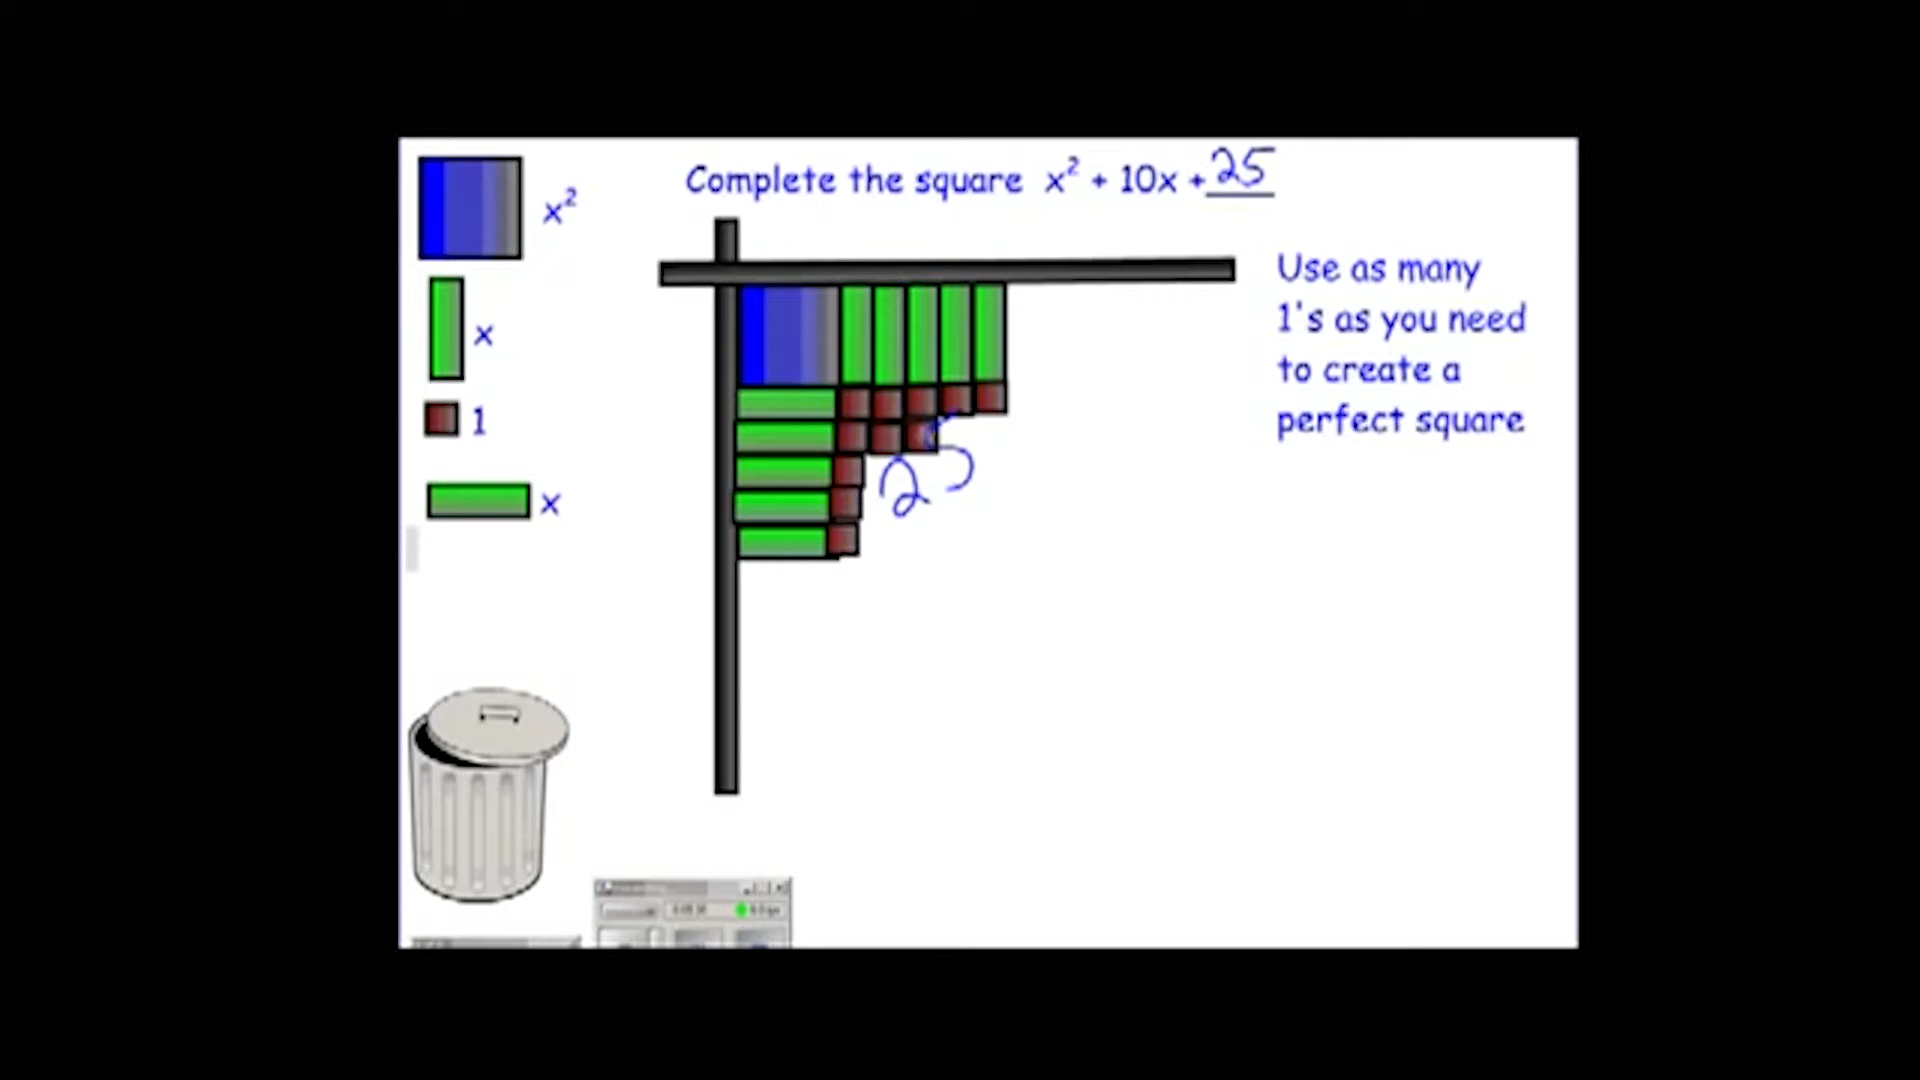 Complete the square x² + 10x + 25
x²
x
1
x
Use as many
1's as you need
to create a
perfect square
25